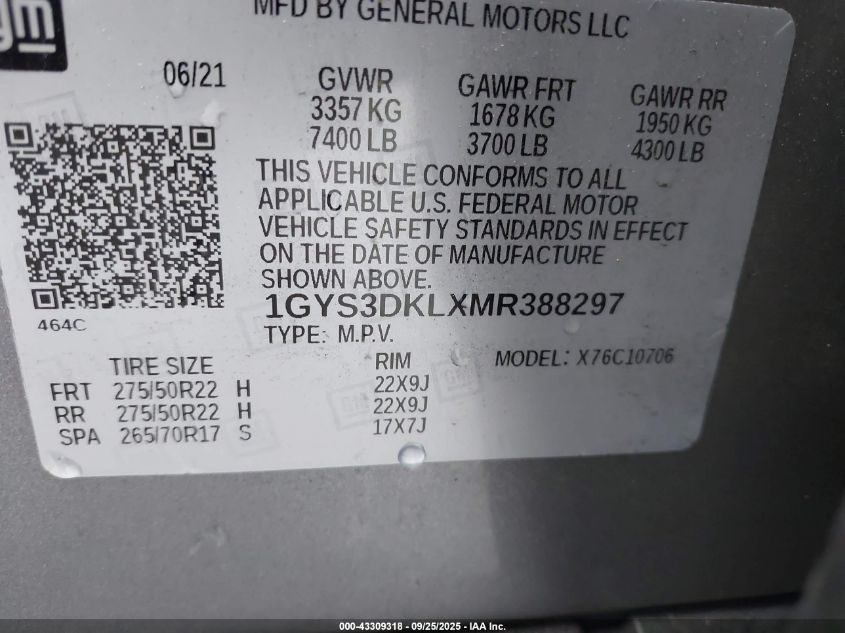 gm
MFD BY GENERAL MOTORS LLC
06/21
GVWR
3357 KG
7400 LB
GAWR FRT
1678 KG
3700 LB
GAWR RR
1950 KG
4300 LB
THIS VEHICLE CONFORMS TO ALL
APPLICABLE U.S. FEDERAL MOTOR
VEHICLE SAFETY STANDARDS IN EFFECT
ON THE DATE OF MANUFACTURE
SHOWN ABOVE.
1GYS3DKLXMR388297
464C
TYPE: M.P.V.
TIRE SIZE RIM MODEL: X76C10706
FRT 275/50R22 H 22X9J
RR 275/50R22 H 22X9J
SPA 265/70R17 S 17X7J
000-43309318 - 09/25/2025 - IAA Inc.